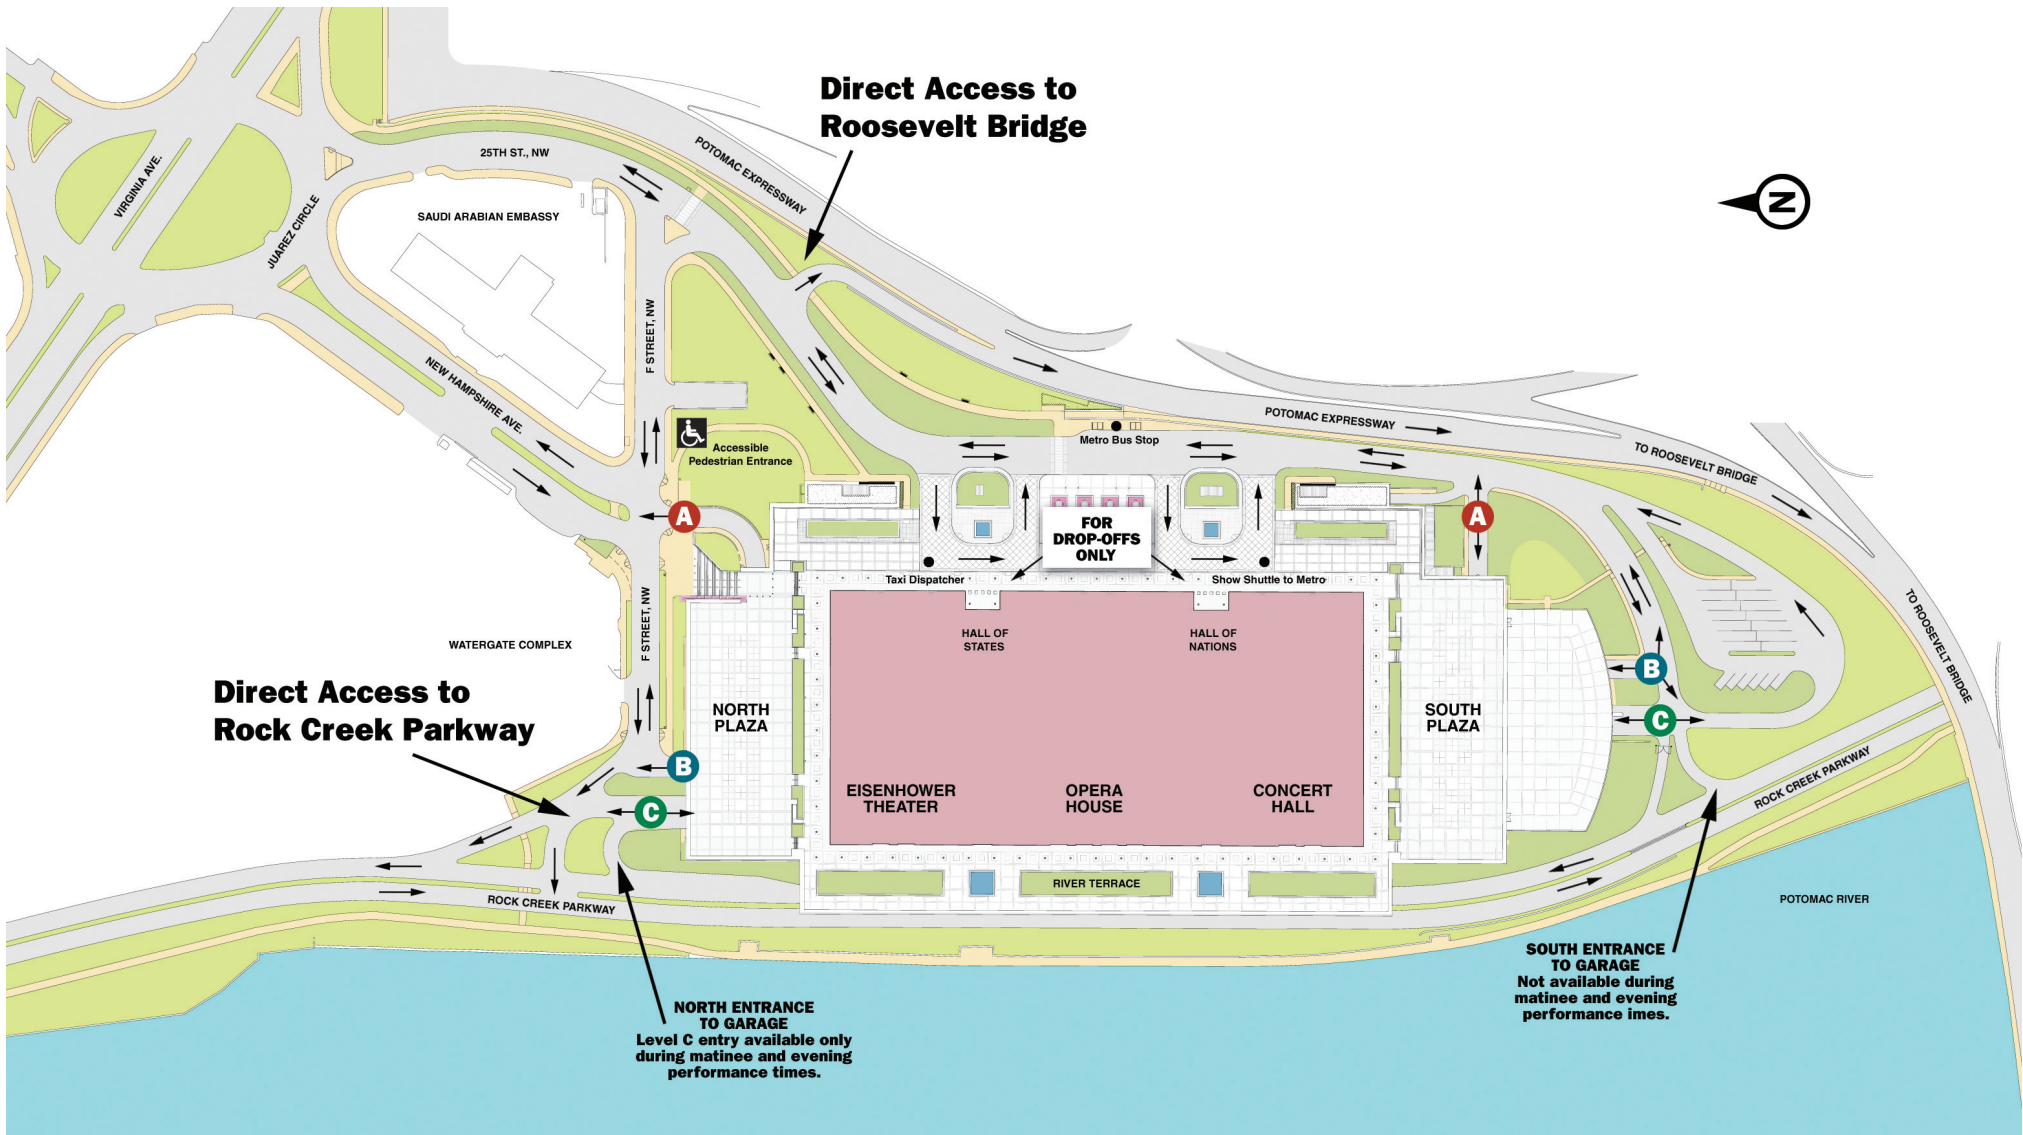 Direct Access to
Roosevelt Bridge
POTOMAC EXPRESSWAY
25TH ST., NW
VIRGINIA AVE.
JUAREZ CIRCLE
SAUDI ARABIAN EMBASSY
N
F STREET, NW
NEW HAMPSHIRE AVE.
Accessible
Pedestrian Entrance
Metro Bus Stop
POTOMAC EXPRESSWAY
TO ROOSEVELT BRIDGE
TO ROOSEVELT BRIDGE
A
FOR
DROP-OFFS
ONLY
A
Taxi Dispatcher
Show Shuttle to Metro
F STREET, NW
WATERGATE COMPLEX
HALL OF
STATES
HALL OF
NATIONS
Direct Access to
Rock Creek Parkway
NORTH
PLAZA
SOUTH
PLAZA
B
C
B
C
EISENHOWER
THEATER
OPERA
HOUSE
CONCERT
HALL
ROCK CREEK PARKWAY
RIVER TERRACE
ROCK CREEK PARKWAY
POTOMAC RIVER
SOUTH ENTRANCE
TO GARAGE
Not available during
matinee and evening
performance imes.
NORTH ENTRANCE
TO GARAGE
Level C entry available only
during matinee and evening
performance times.